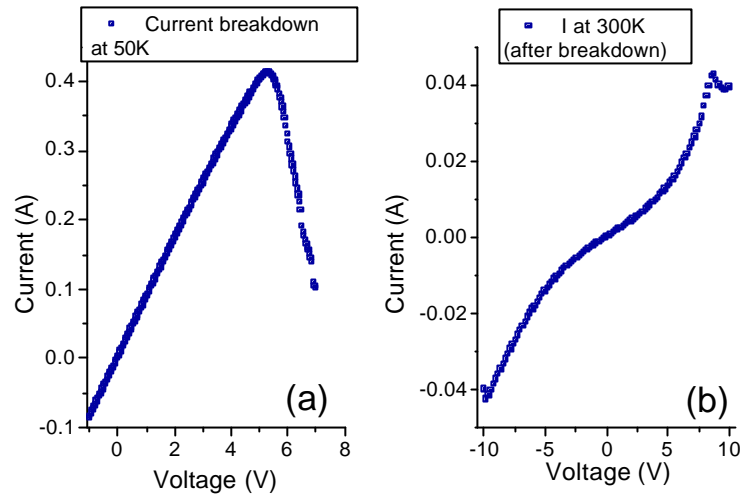 Current breakdown
at 50K
0.4
0.3
0.2
0.1
0.0
-0.1
Current (A)
0 2 4 6 8
Voltage (V)
(a)
I at 300K
(after breakdown)
0.04
0.02
0.00
-0.02
-0.04
Current (A)
-10 -5 0 5 10
Voltage (V)
(b)